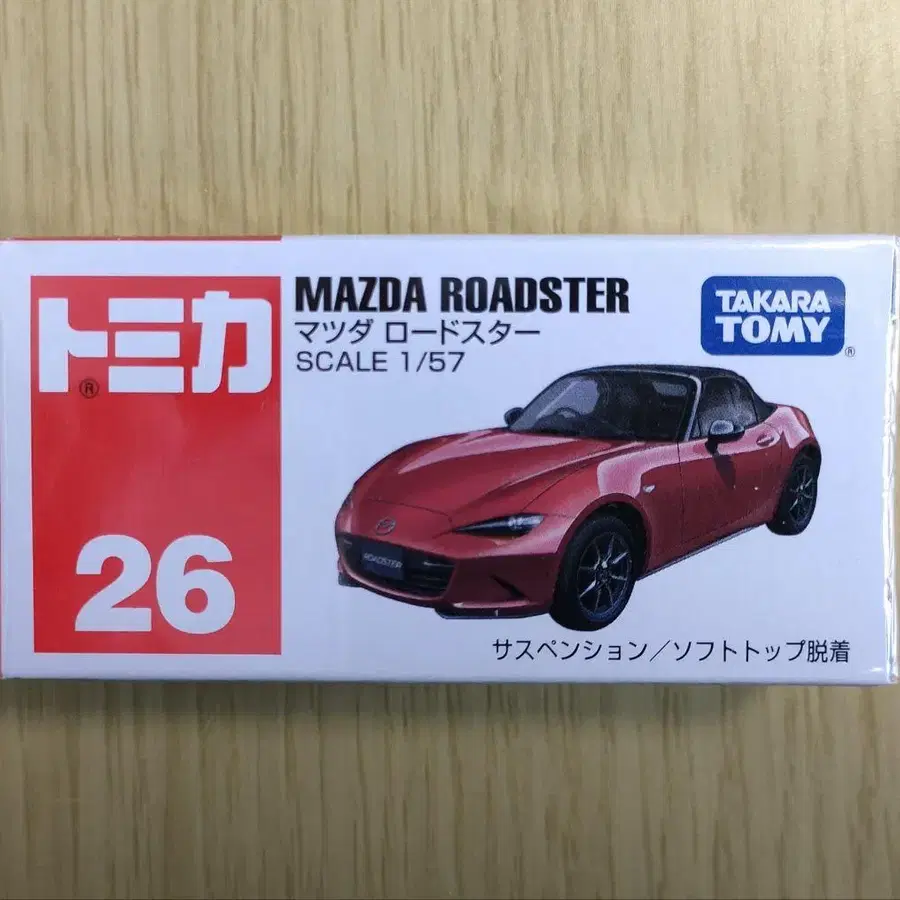 トミカ
®
26
MAZDA ROADSTER
マツダ ロードスター
SCALE 1/57
TAKARA
TOMY
®
ROADSTER
サスペンション/ソフトトップ脱着